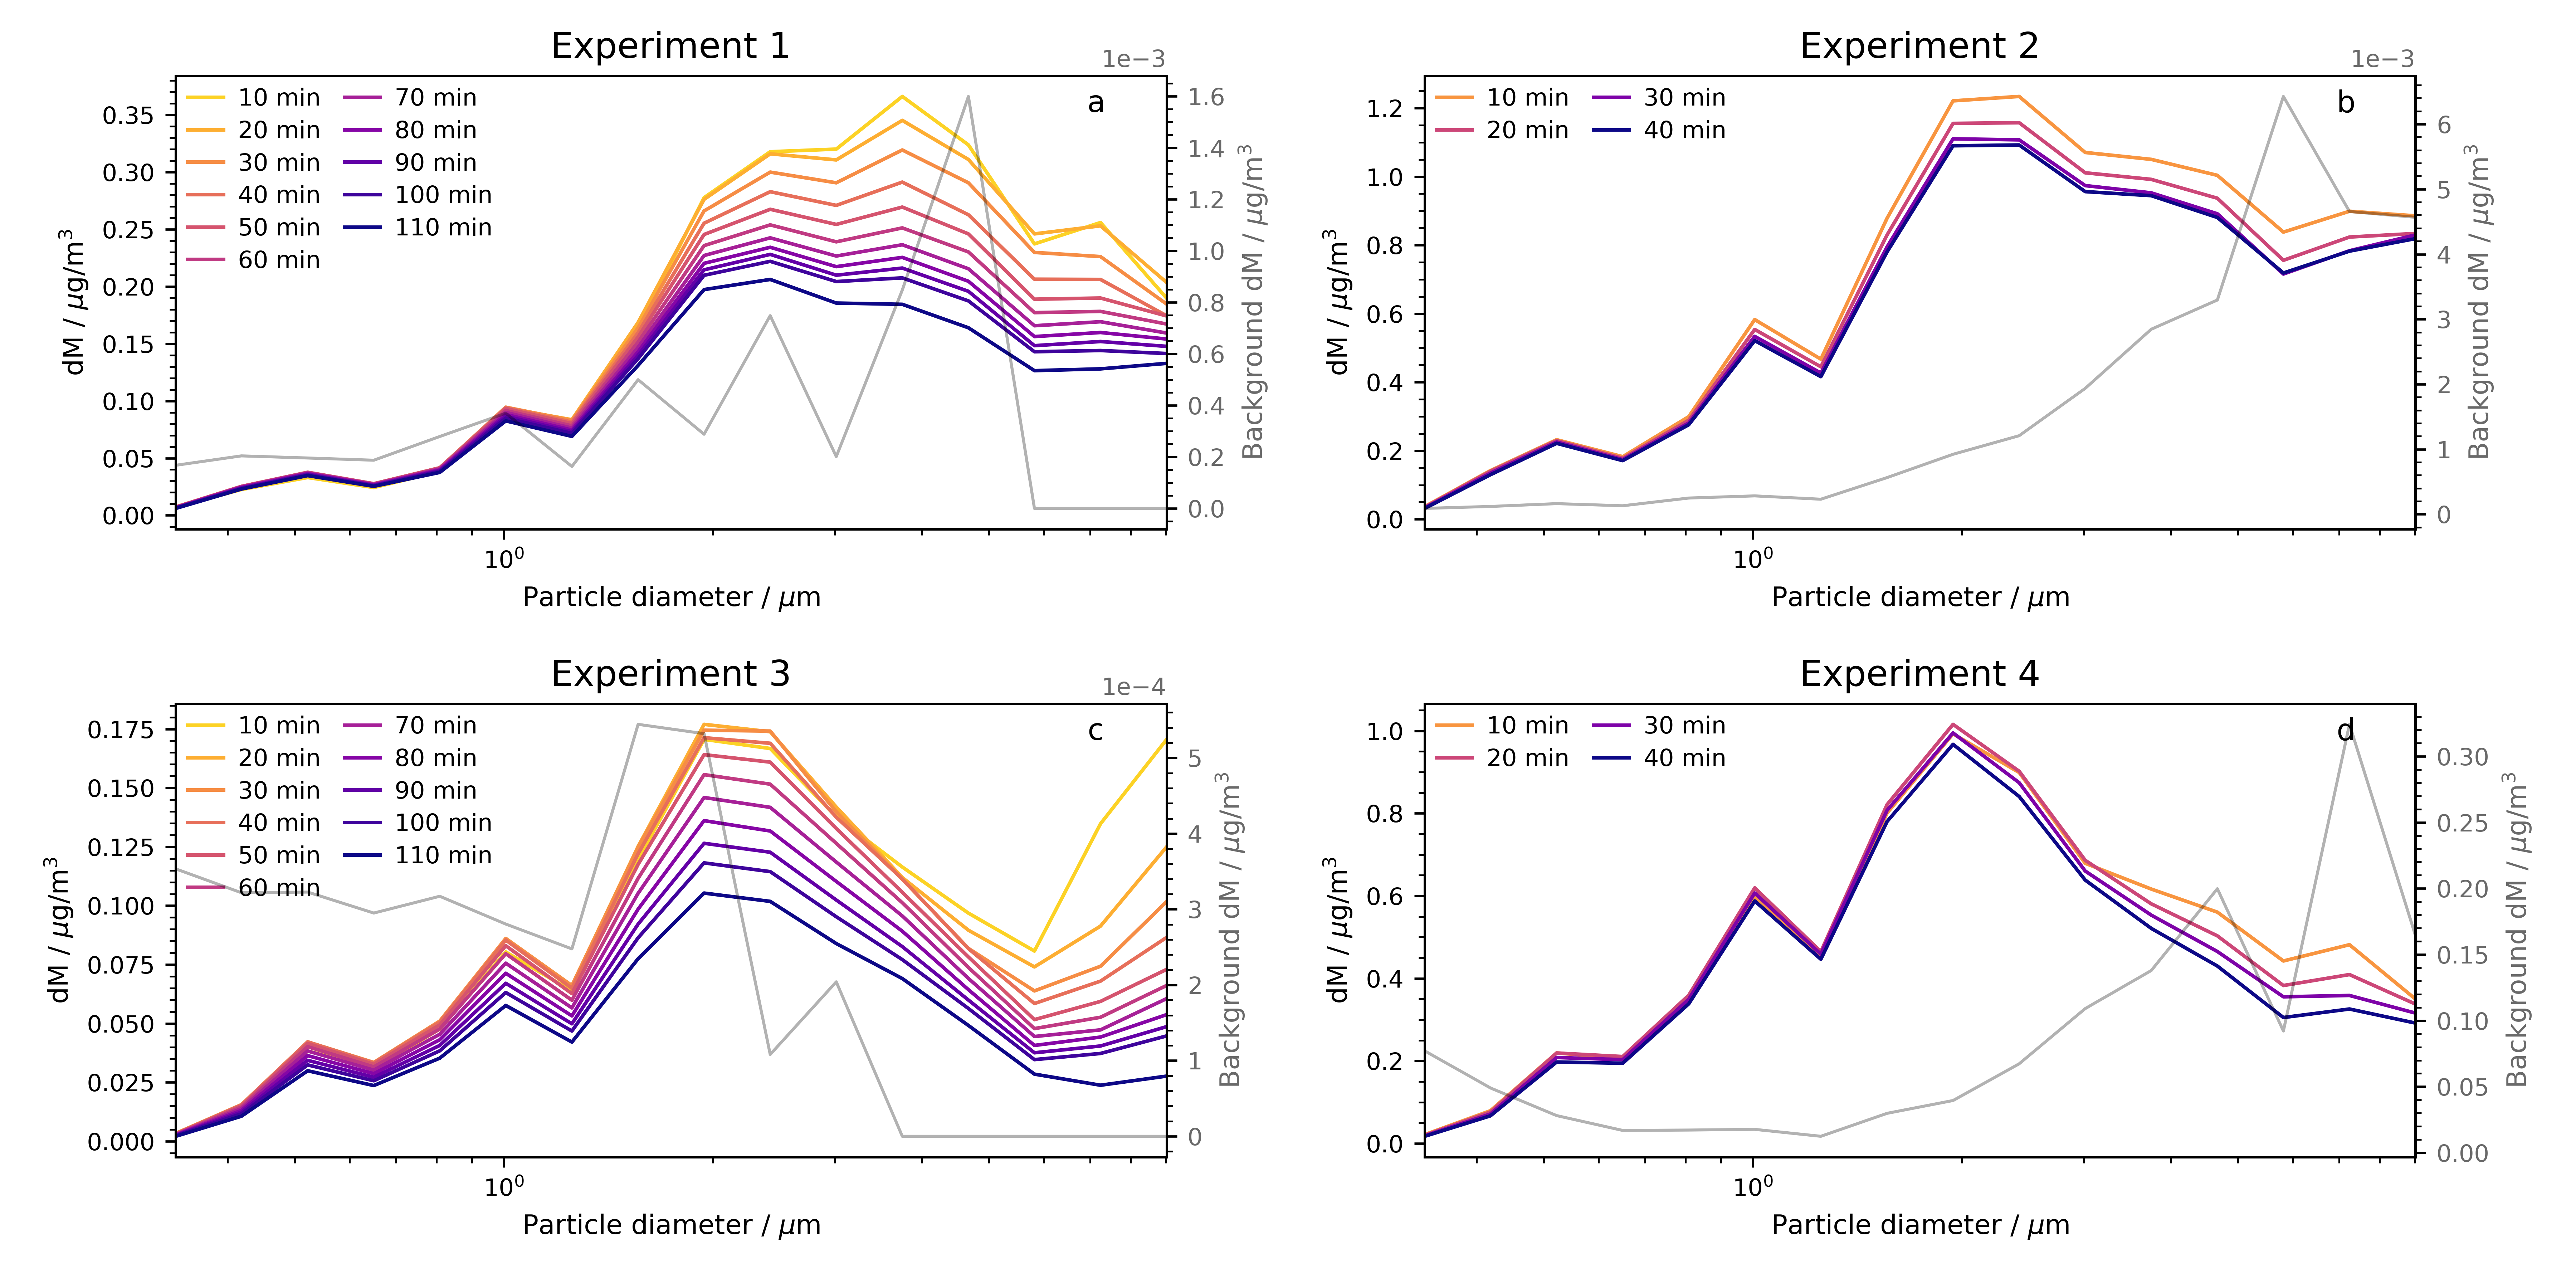 Experiment 1
1e−3
a
10 min
20 min
30 min
40 min
50 min
60 min
70 min
80 min
90 min
100 min
110 min
0.35
0.30
0.25
0.20
0.15
0.10
0.05
0.00
dM / μg/m³
1.6
1.4
1.2
1.0
0.8
0.6
0.4
0.2
0.0
Background dM / μg/m³
10⁰
Particle diameter / μm
Experiment 2
1e−3
b
10 min
20 min
30 min
40 min
1.2
1.0
0.8
0.6
0.4
0.2
0.0
dM / μg/m³
6
5
4
3
2
1
0
Background dM / μg/m³
10⁰
Particle diameter / μm
Experiment 3
1e−4
c
10 min
20 min
30 min
40 min
50 min
60 min
70 min
80 min
90 min
100 min
110 min
0.175
0.150
0.125
0.100
0.075
0.050
0.025
0.000
dM / μg/m³
5
4
3
2
1
0
Background dM / μg/m³
10⁰
Particle diameter / μm
Experiment 4
d
10 min
20 min
30 min
40 min
1.0
0.8
0.6
0.4
0.2
0.0
dM / μg/m³
0.30
0.25
0.20
0.15
0.10
0.05
0.00
Background dM / μg/m³
10⁰
Particle diameter / μm